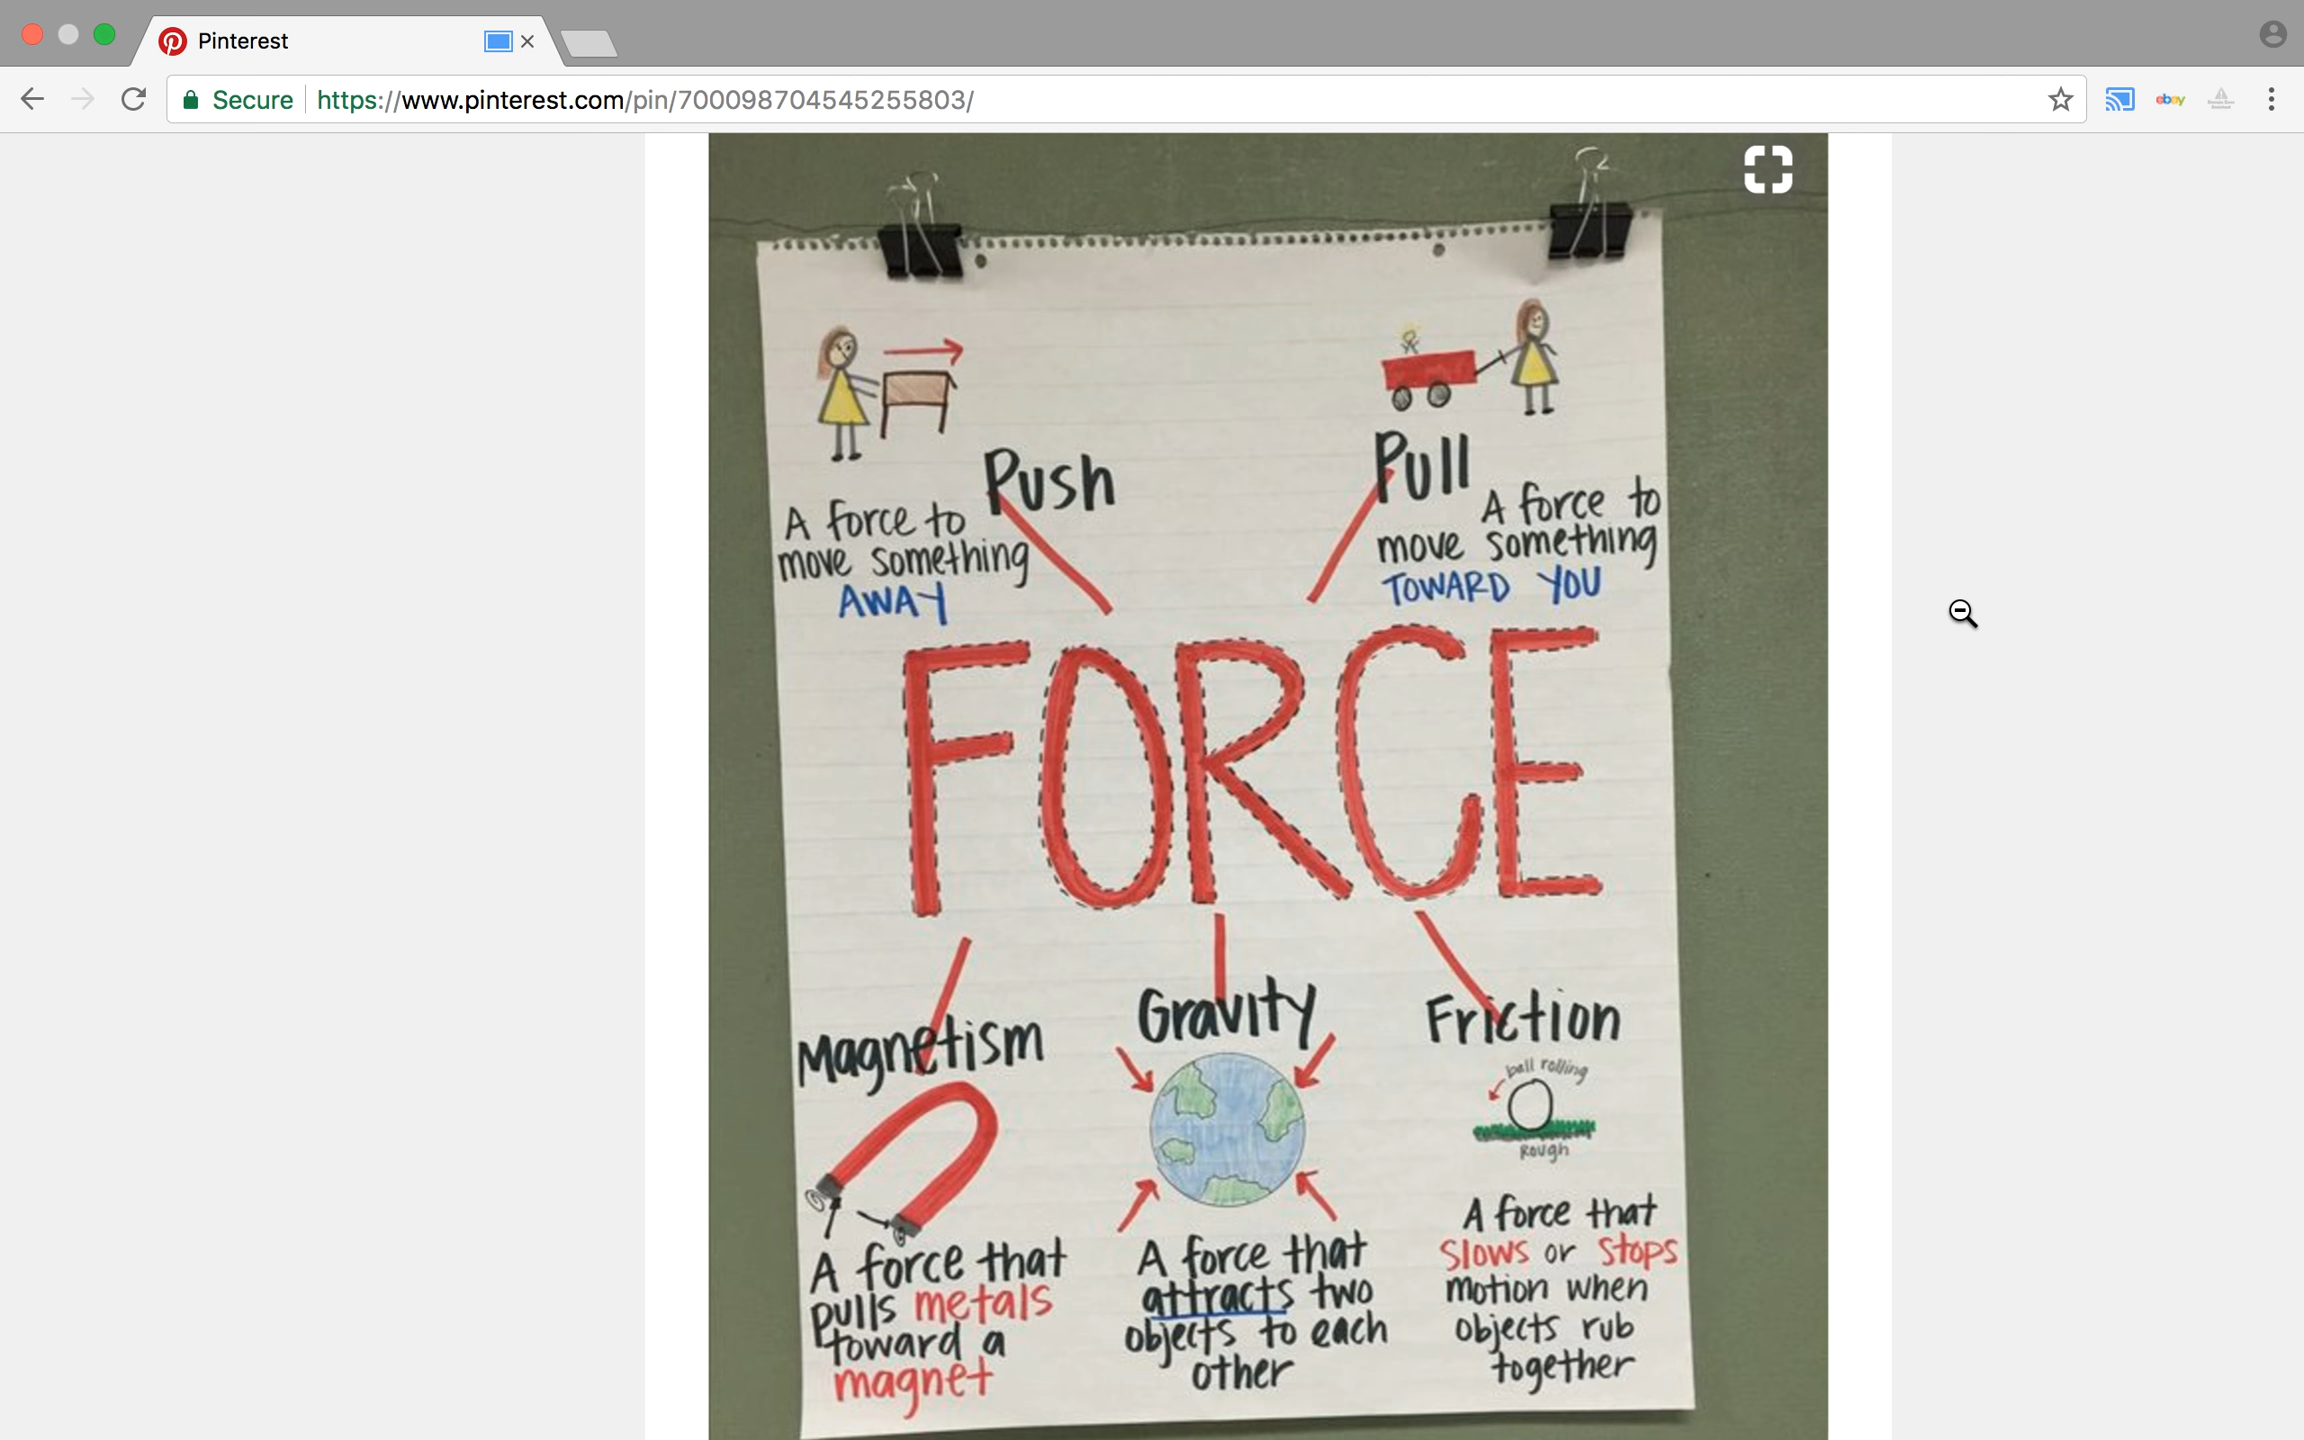 Pinterest
Secure
https://www.pinterest.com/pin/700098704545255803/
ebay
Push
A force to
move something
AWAY
Pull
A force to
move something
TOWARD YOU
FORCE
Magnetism
A force that
pulls metals
toward a
magnet
Gravity
A force that
attracts two
objects to each
other
Friction
ball rolling
Rough
A force that
slows or stops
motion when
objects rub
together